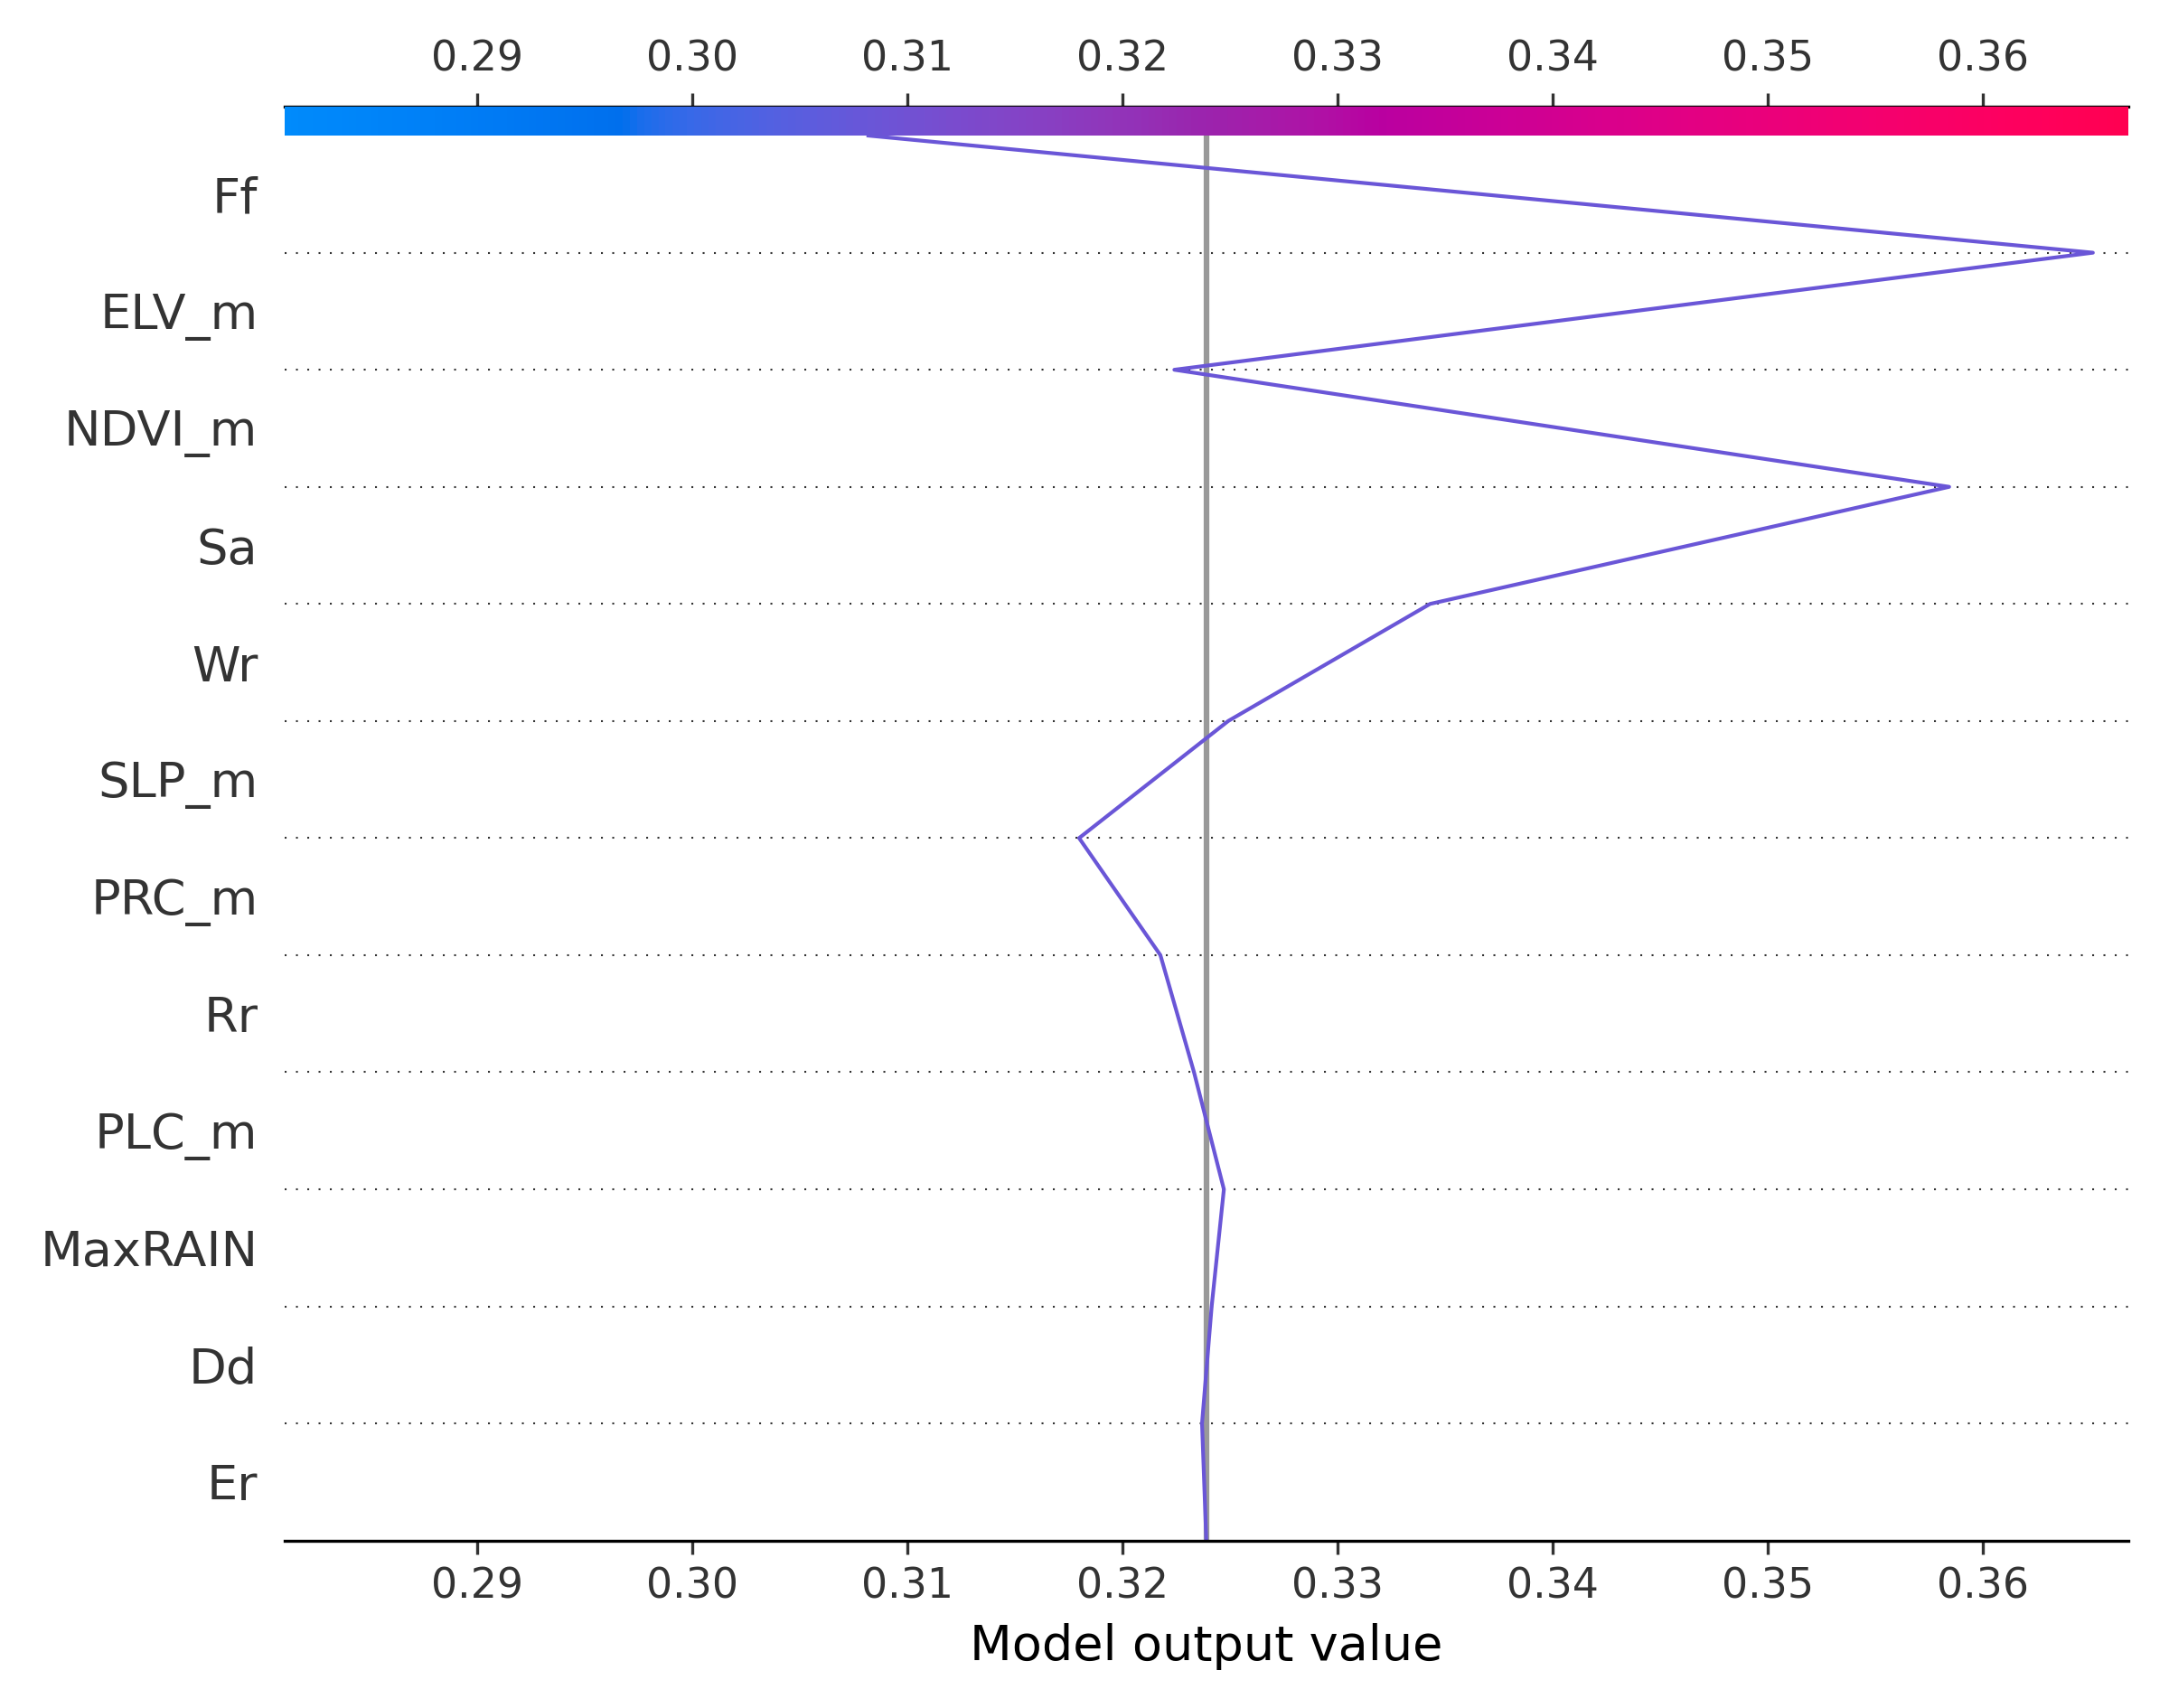 0.29 0.30 0.31 0.32 0.33 0.34 0.35 0.36
Ff
ELV_m
NDVI_m
Sa
Wr
SLP_m
PRC_m
Rr
PLC_m
MaxRAIN
Dd
Er
0.29 0.30 0.31 0.32 0.33 0.34 0.35 0.36
Model output value